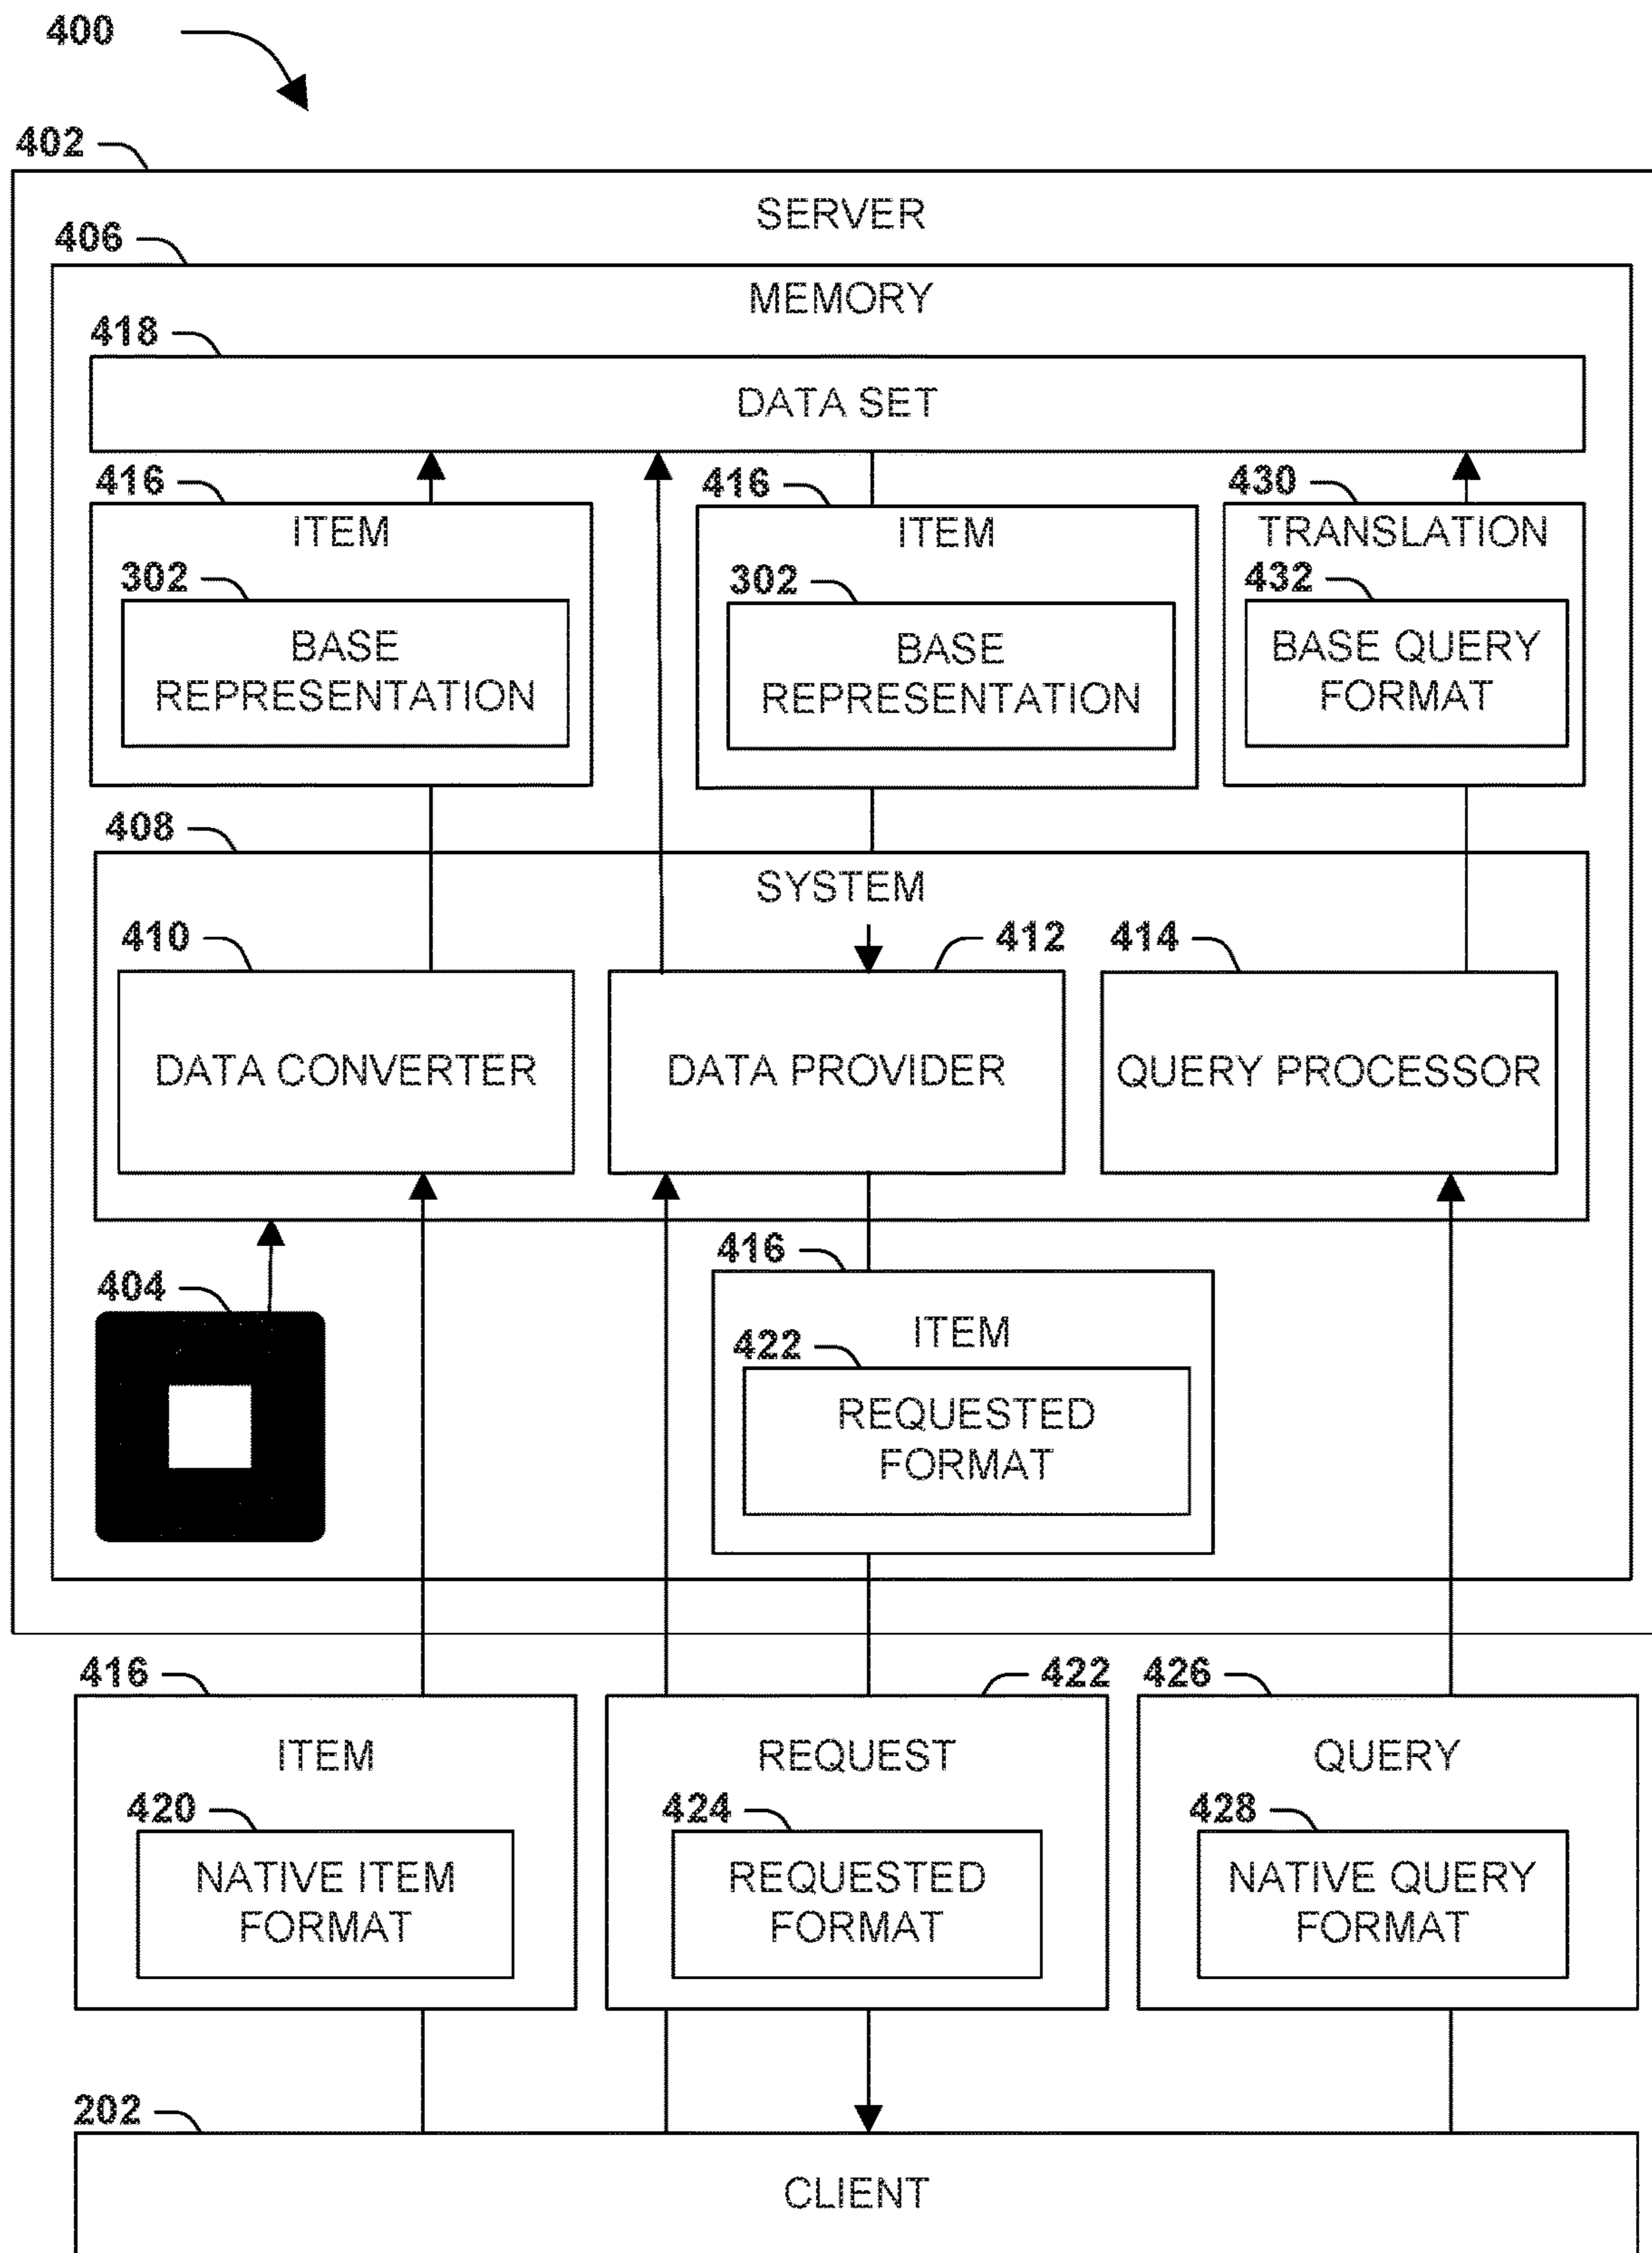 400
402
SERVER
406
MEMORY
418
DATA SET
416
ITEM
302
BASE
REPRESENTATION
416
ITEM
302
BASE
REPRESENTATION
430
TRANSLATION
432
BASE QUERY
FORMAT
408
SYSTEM
410
DATA CONVERTER
412
DATA PROVIDER
414
QUERY PROCESSOR
404
416
ITEM
422
REQUESTED
FORMAT
416
ITEM
420
NATIVE ITEM
FORMAT
422
REQUEST
424
REQUESTED
FORMAT
426
QUERY
428
NATIVE QUERY
FORMAT
202
CLIENT